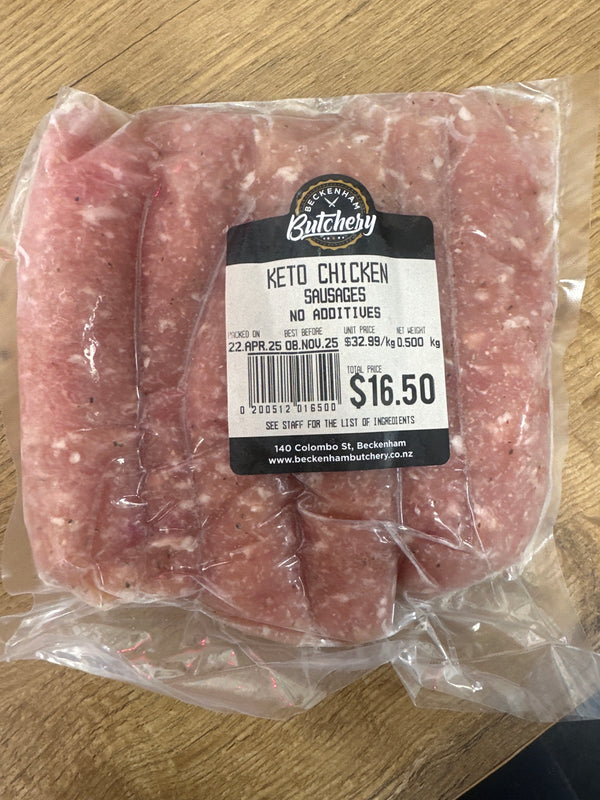 BECKENHAM
Butchery
KETO CHICKEN
SAUSAGES
NO ADDITIVES
PACKED ON BEST BEFORE UNIT PRICE NET WEIGHT
22.APR.25 08.NOV.25 $32.99/kg 0.500 kg
TOTAL PRICE
$16.50
0 200512 016500
SEE STAFF FOR THE LIST OF INGREDIENTS
140 Colombo St, Beckenham
www.beckenhambutchery.co.nz